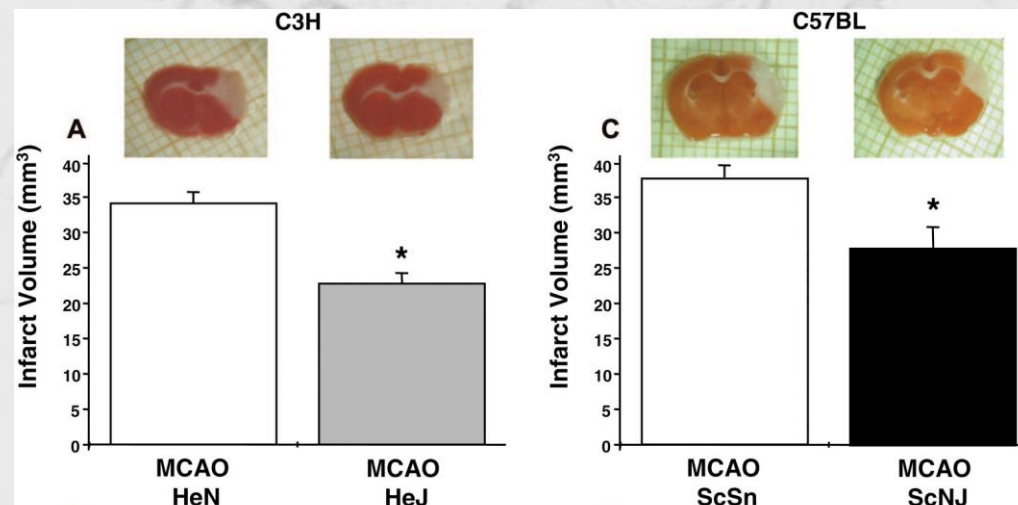 C3H
C57BL
A
Infarct Volume (mm³)
40
35
30
25
20
15
10
5
0
*
MCAO
HeN
MCAO
HeJ
C
Infarct Volume (mm³)
40
35
30
25
20
15
10
5
0
*
MCAO
ScSn
MCAO
ScNJ